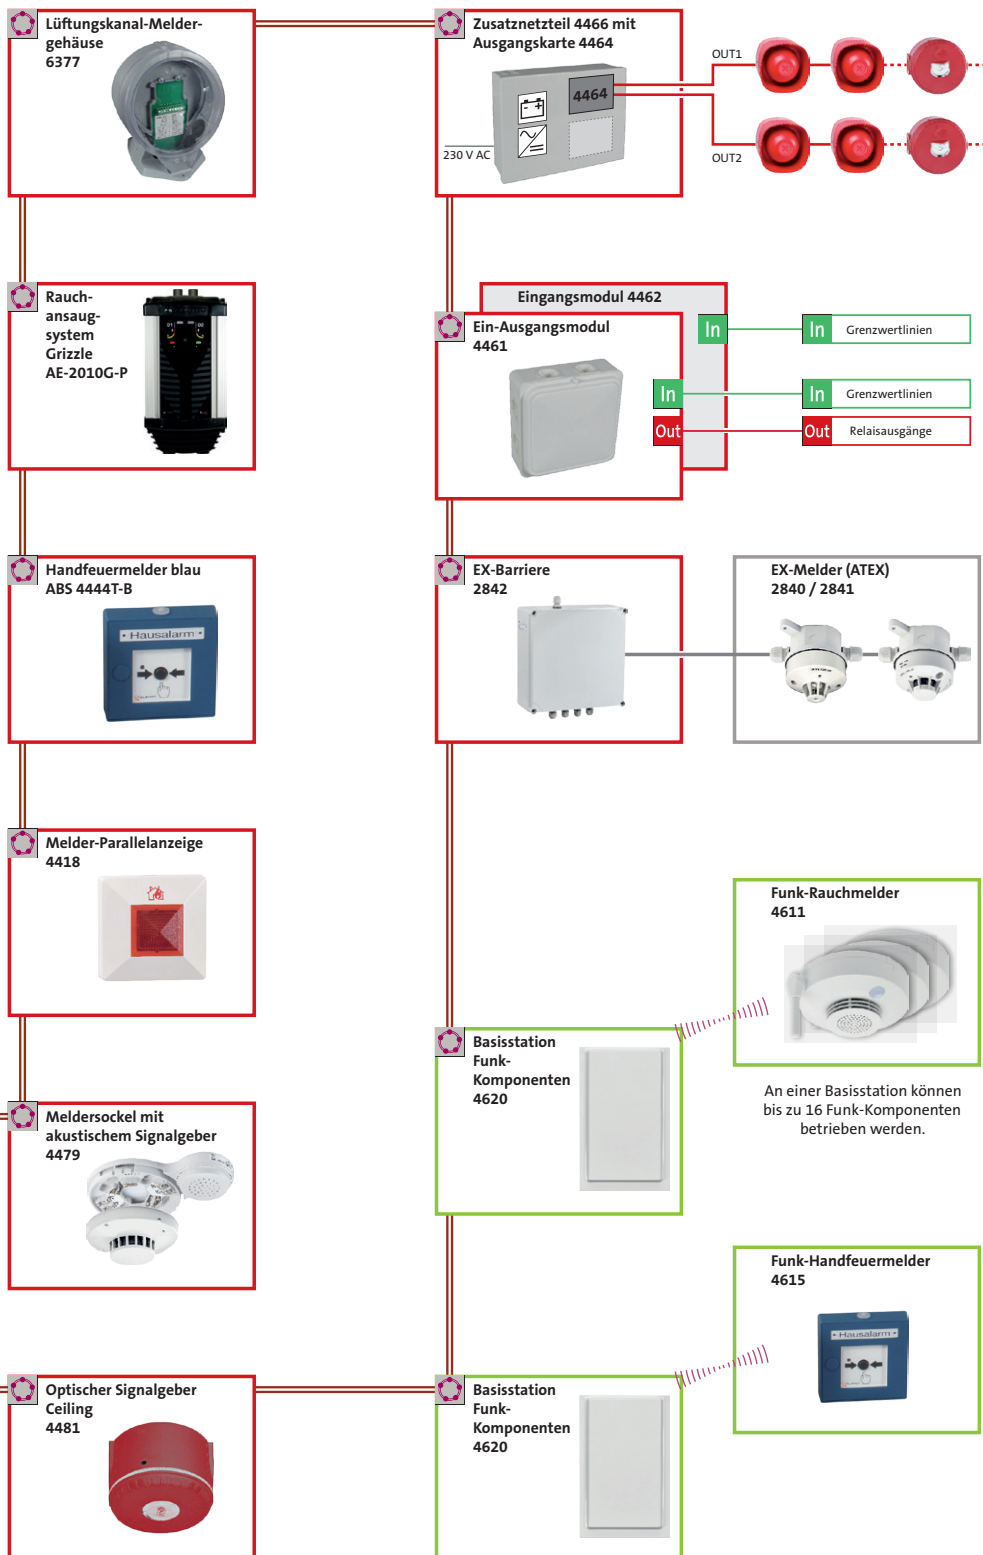 Lüftungskanal-Melder-
gehäuse
6377
Zusatznetzteil 4466 mit
Ausgangskarte 4464
4464
230 V AC
OUT1
OUT2
Rauch-
ansaug-
system
Grizzle
AE-2010G-P
Eingangsmodul 4462
Ein-Ausgangsmodul
4461
In
In
Grenzwertlinien
In
In
Grenzwertlinien
Out
Out
Relaisausgänge
Handfeuermelder blau
ABS 4444T-B
Hausalarm
EX-Barriere
2842
EX-Melder (ATEX)
2840 / 2841
Melder-Parallelanzeige
4418
Funk-Rauchmelder
4611
Basisstation
Funk-
Komponenten
4620
An einer Basisstation können
bis zu 16 Funk-Komponenten
betrieben werden.
Meldersockel mit
akustischem Signalgeber
4479
Funk-Handfeuermelder
4615
Hausalarm
Optischer Signalgeber
Ceiling
4481
Basisstation
Funk-
Komponenten
4620